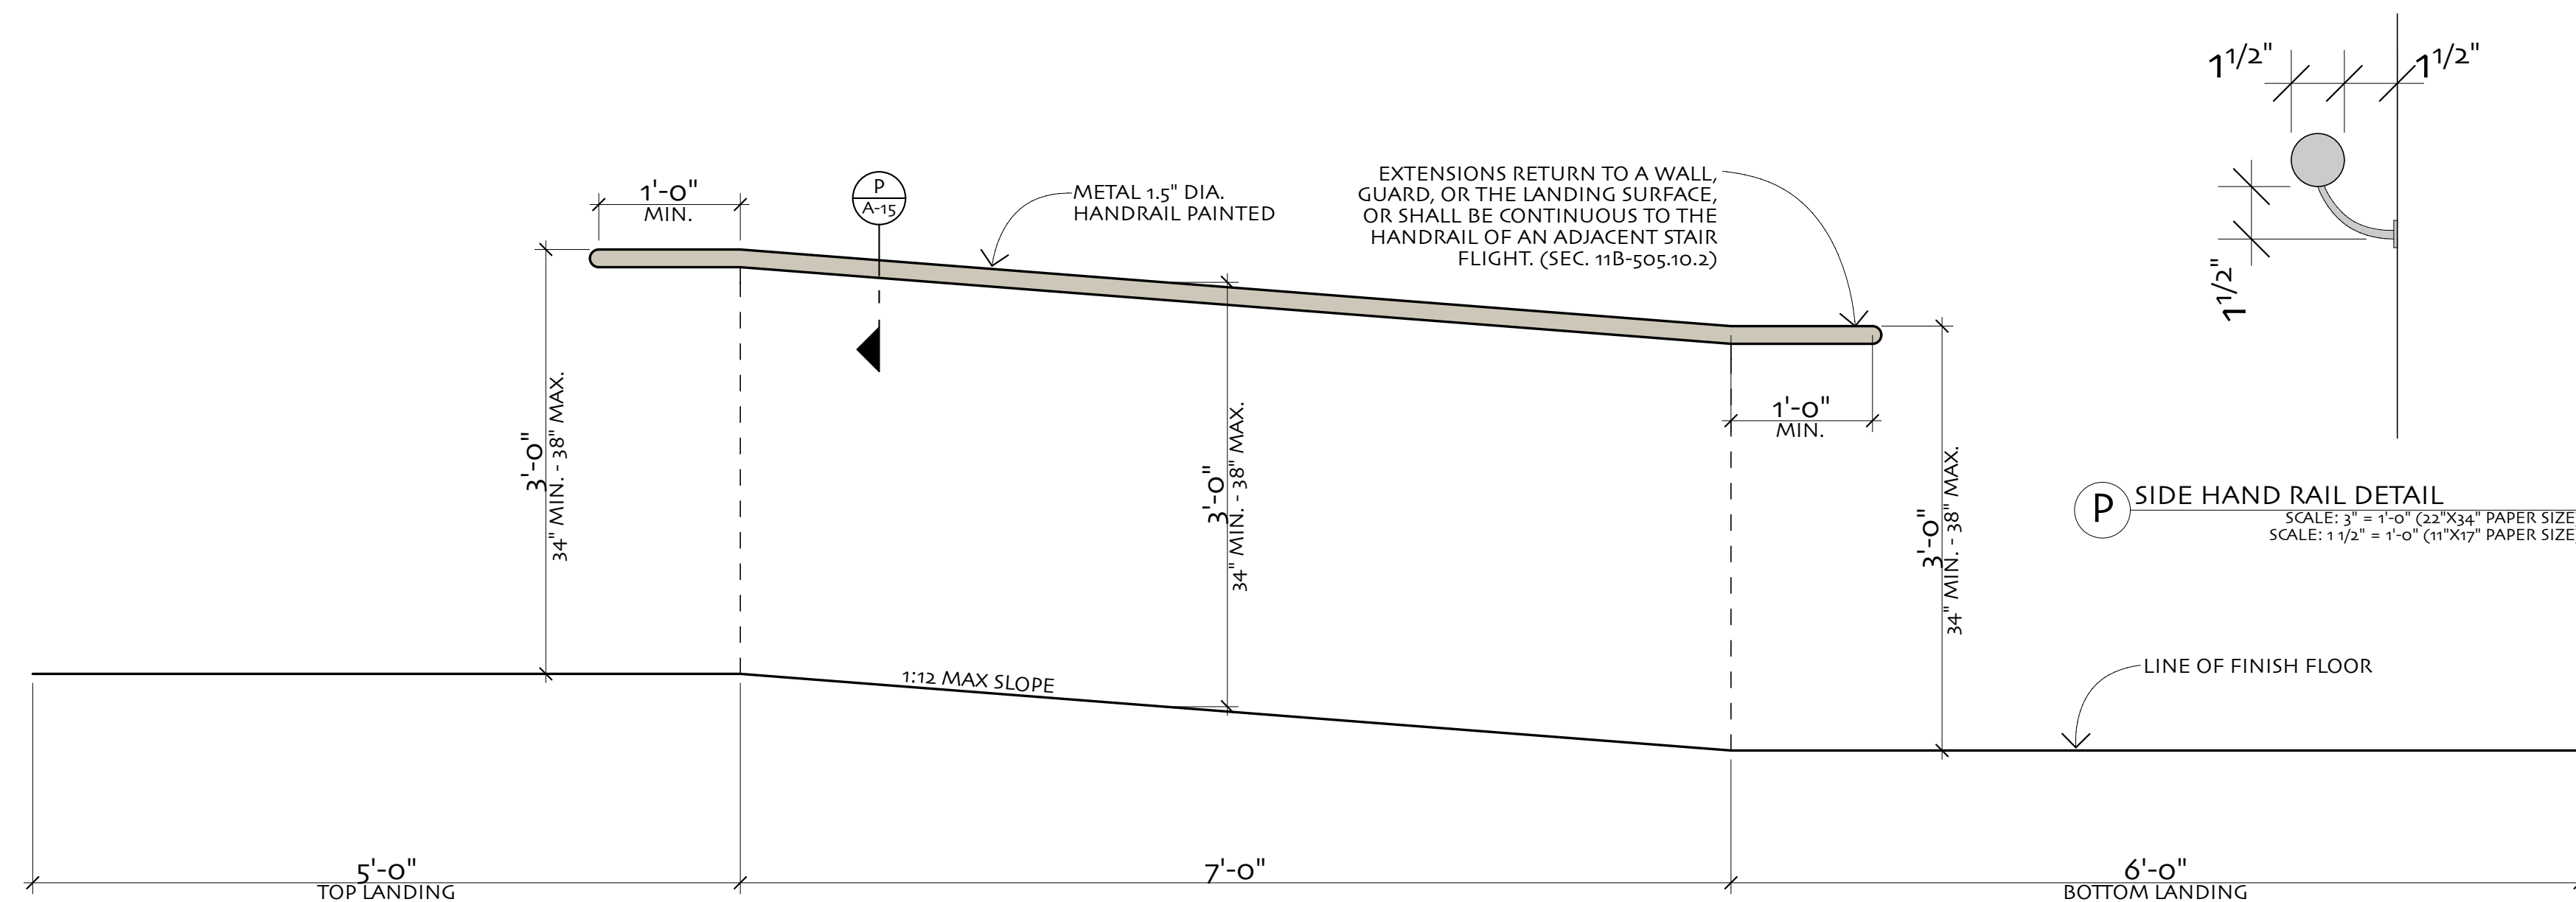 1 1/2" 1 1/2"
1'-0"
MIN.
P
A-15
METAL 1.5" DIA.
HANDRAIL PAINTED
EXTENSIONS RETURN TO A WALL,
GUARD, OR THE LANDING SURFACE,
OR SHALL BE CONTINUOUS TO THE
HANDRAIL OF AN ADJACENT STAIR
FLIGHT. (SEC. 11B-505.10.2)
1 1/2"
3'-0"
34" MIN. - 38" MAX.
3'-0"
34" MIN. - 38" MAX.
1'-0"
MIN.
3'-0"
34" MIN. - 38" MAX.
P SIDE HAND RAIL DETAIL
SCALE: 3" = 1'-0" (22"X34" PAPER SIZE
SCALE: 1 1/2" = 1'-0" (11"X17" PAPER SIZE
1:12 MAX SLOPE
LINE OF FINISH FLOOR
5'-0"
TOP LANDING
7'-0"
6'-0"
BOTTOM LANDING